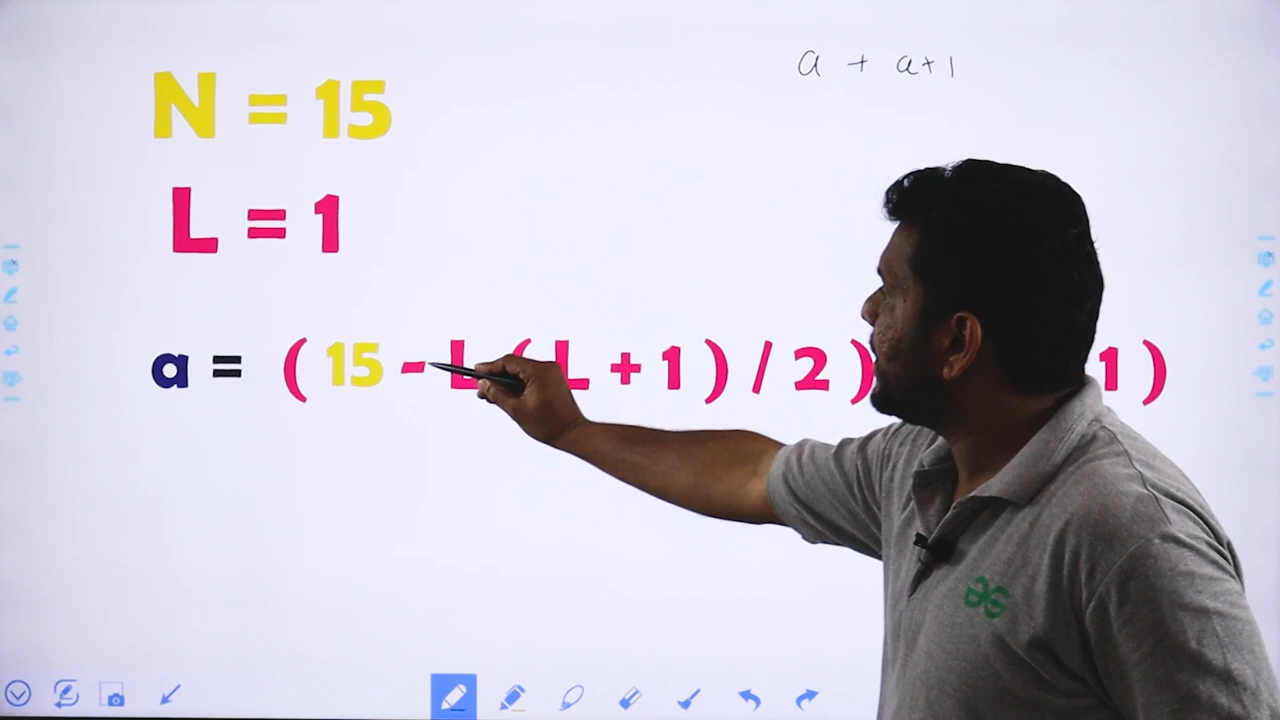 a + a+1
N = 15
L = 1
a = ( 15 - L ( L + 1 ) / 2 ) 1 )